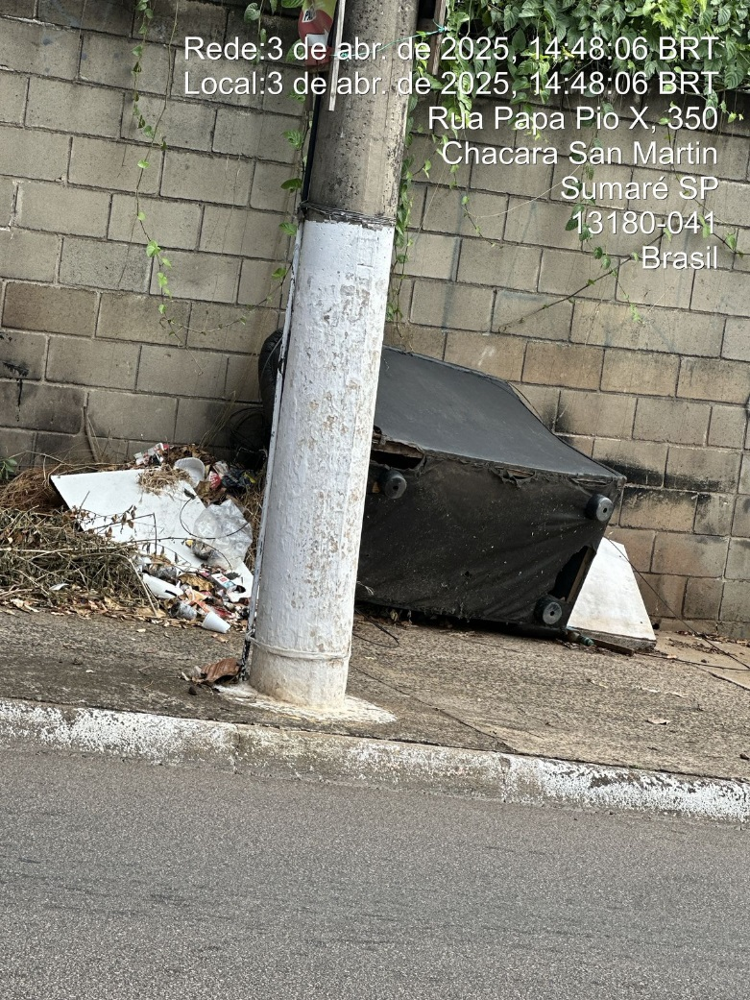 Rede:3 de abr. de 2025, 14:48:06 BRT
Local:3 de abr. de 2025, 14:48:06 BRT
Rua Papa Pio X, 350
Chacara San Martin
Sumaré SP
13180-041
Brasil